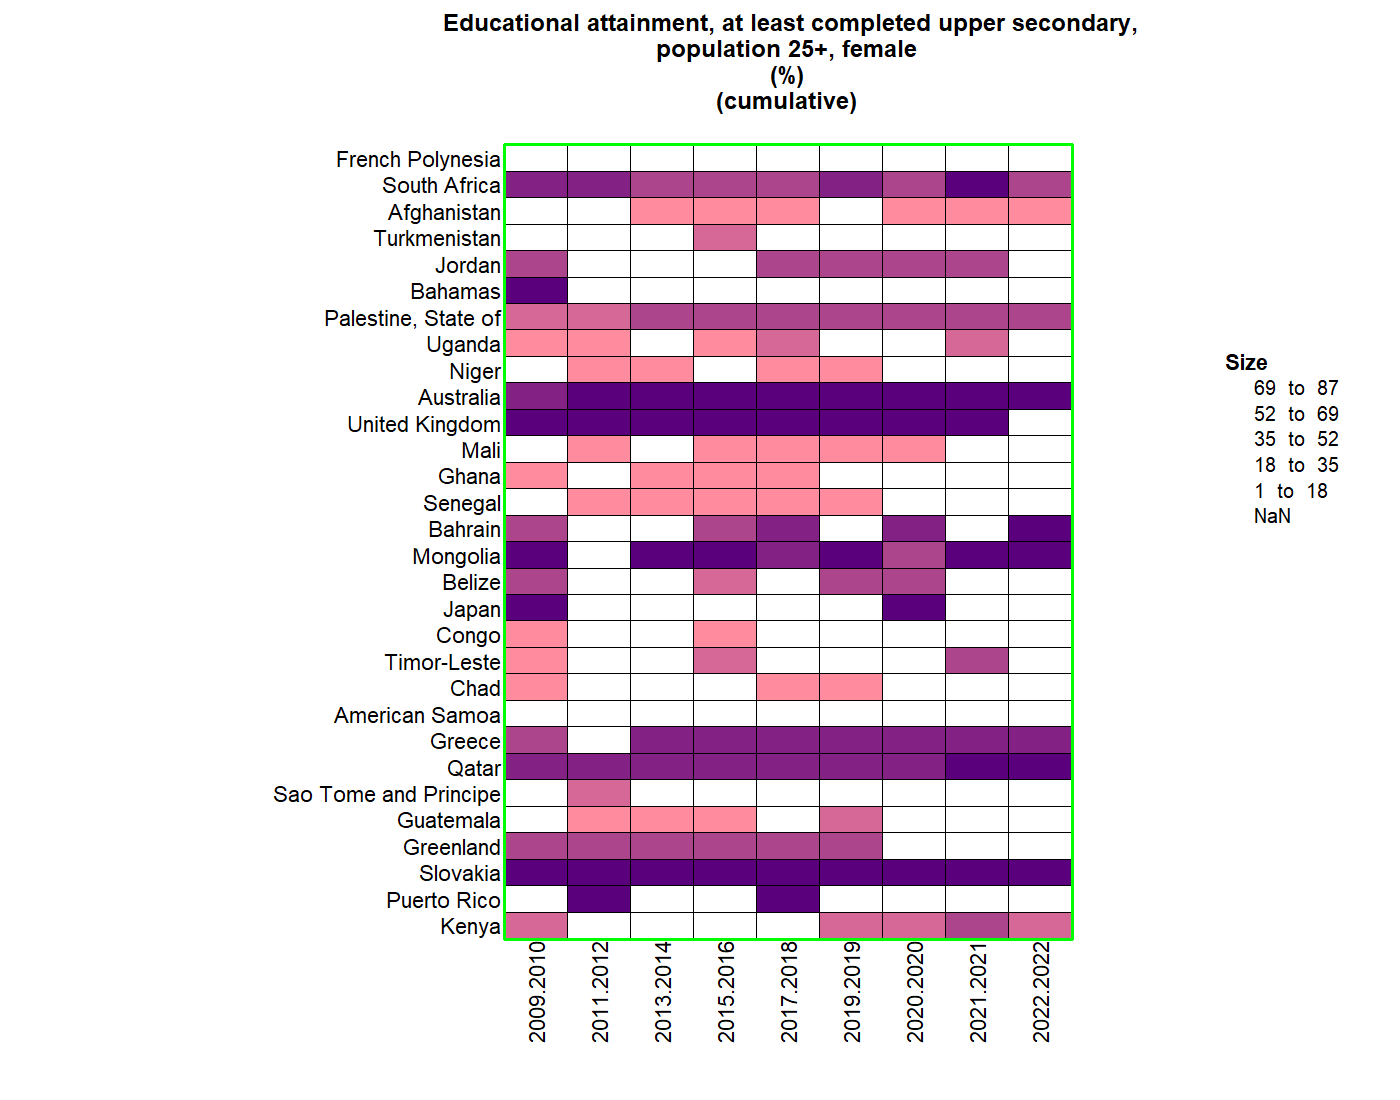 Educational attainment, at least completed upper secondary,
population 25+, female
(%)
(cumulative)
French Polynesia
South Africa
Afghanistan
Turkmenistan
Jordan
Bahamas
Palestine, State of
Uganda
Niger
Australia
United Kingdom
Mali
Ghana
Senegal
Bahrain
Mongolia
Belize
Japan
Congo
Timor-Leste
Chad
American Samoa
Greece
Qatar
Sao Tome and Principe
Guatemala
Greenland
Slovakia
Puerto Rico
Kenya
2009.2010
2011.2012
2013.2014
2015.2016
2017.2018
2019.2019
2020.2020
2021.2021
2022.2022
Size
69 to 87
52 to 69
35 to 52
18 to 35
1 to 18
NaN